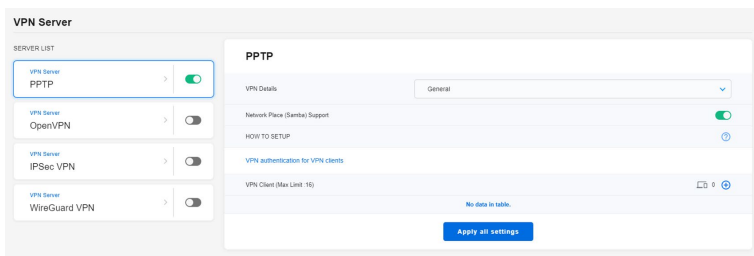 VPN Server
SERVER LIST
VPN Server
PPTP
VPN Server
OpenVPN
VPN Server
IPSec VPN
VPN Server
WireGuard VPN
PPTP
VPN Details
General
Network Place (Samba) Support
HOW TO SETUP
VPN authentication for VPN clients
VPN Client (Max Limit :16)
0
No data in table.
Apply all settings